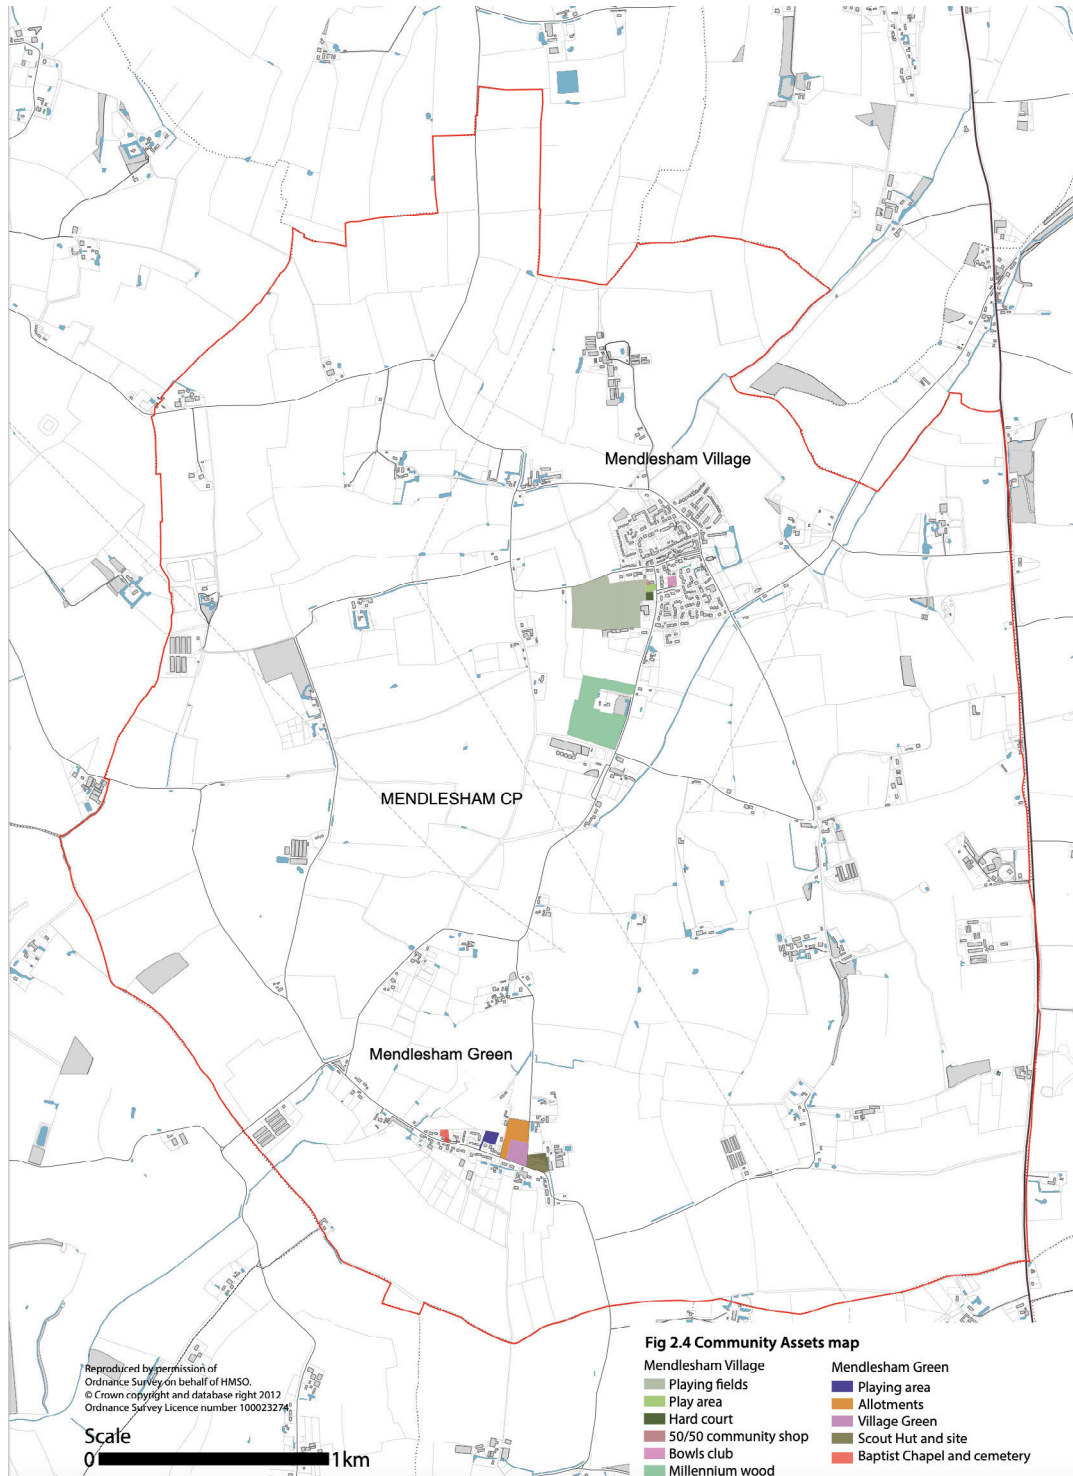 Mendlesham Village
MENDLESHAM CP
Mendlesham Green
Reproduced by permission of
Ordnance Survey on behalf of HMSO.
© Crown copyright and database right 2012
Ordnance Survey Licence number 100023274
Scale
0 1km
Fig 2.4 Community Assets map
Mendlesham Village
Playing fields
Play area
Hard court
50/50 community shop
Bowls club
Millennium wood
Mendlesham Green
Playing area
Allotments
Village Green
Scout Hut and site
Baptist Chapel and cemetery